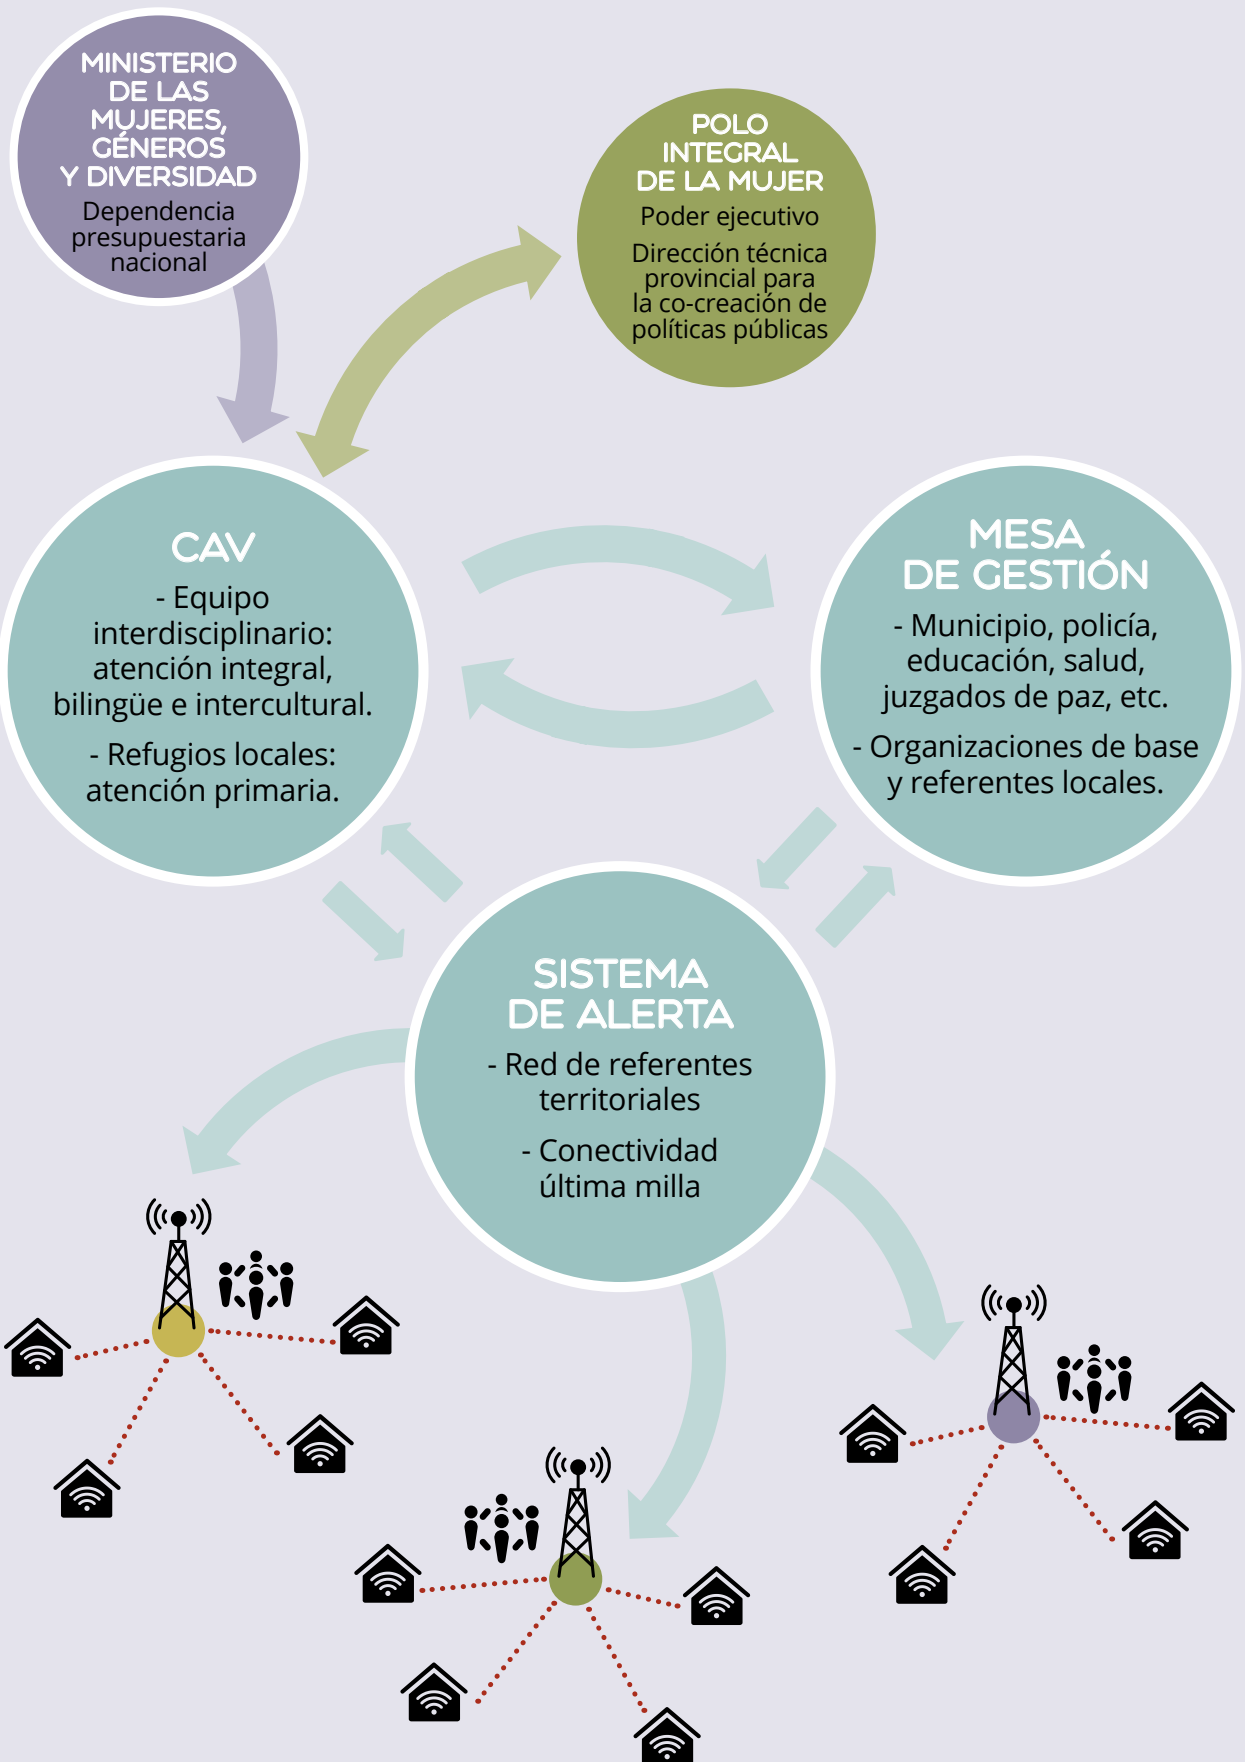 MINISTERIO
DE LAS
MUJERES,
GÉNEROS
Y DIVERSIDAD
Dependencia
presupuestaria
nacional
POLO
INTEGRAL
DE LA MUJER
Poder ejecutivo
Dirección técnica
provincial para
la co-creación de
políticas públicas
CAV
- Equipo
interdisciplinario:
atención integral,
bilingüe e intercultural.
- Refugios locales:
atención primaria.
MESA
DE GESTIÓN
- Municipio, policía,
educación, salud,
juzgados de paz, etc.
- Organizaciones de base
y referentes locales.
SISTEMA
DE ALERTA
- Red de referentes
territoriales
- Conectividad
última milla